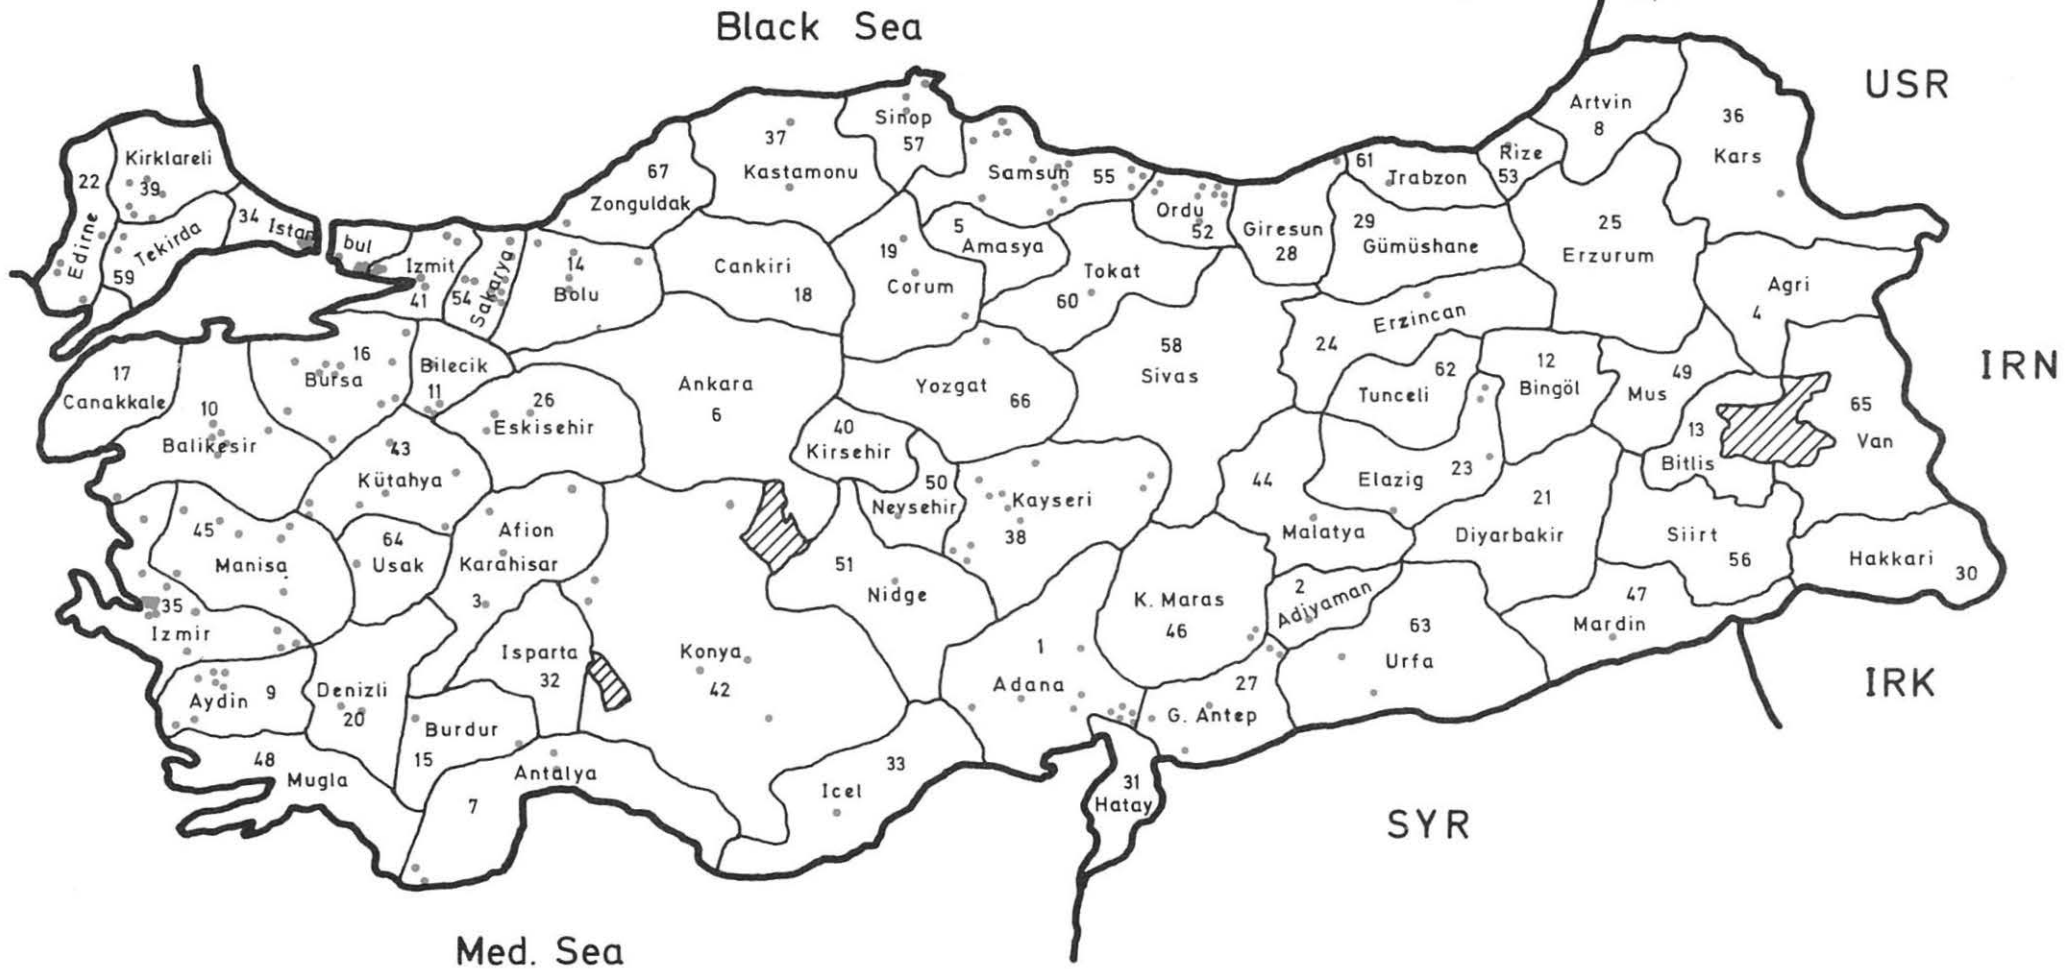 Black Sea
USR
IRN
IRK
SYR
Med. Sea
22
Edirne
Kirklareli
39
59
Tekirda
34
Istan
bul
Izmit
41
54
Sakarya
14
Bolu
67
Zonguldak
37
Kastamonu
Sinop
57
Samsun
55
Ordu
52
Giresun
28
61
Trabzon
Rize
53
Artvin
8
36
Kars
5
Amasya
19
Corum
Cankiri
18
Tokat
60
29
Gümüshane
25
Erzurum
Agri
4
Erzincan
24
17
Canakkale
10
Balikesir
16
Bursa
Bilecik
11
26
Eskisehir
Ankara
6
Yozgat
66
58
Sivas
62
Tunceli
12
Bingöl
49
Mus
13
Bitlis
65
Van
43
Kütahya
40
Kirsehir
50
Neysehir
Kayseri
38
44
Malatya
Elazig
23
21
Diyarbakir
Siirt
56
Hakkari
30
45
Manisa
64
Usak
Afion
Karahisar
3
51
Nidge
K. Maras
46
2
Adiyaman
63
Urfa
47
Mardin
35
Izmir
Aydin
9
Denizli
20
Isparta
32
Konya
42
1
Adana
27
G. Antep
48
Mugla
15
Burdur
7
Antalya
33
Icel
31
Hatay